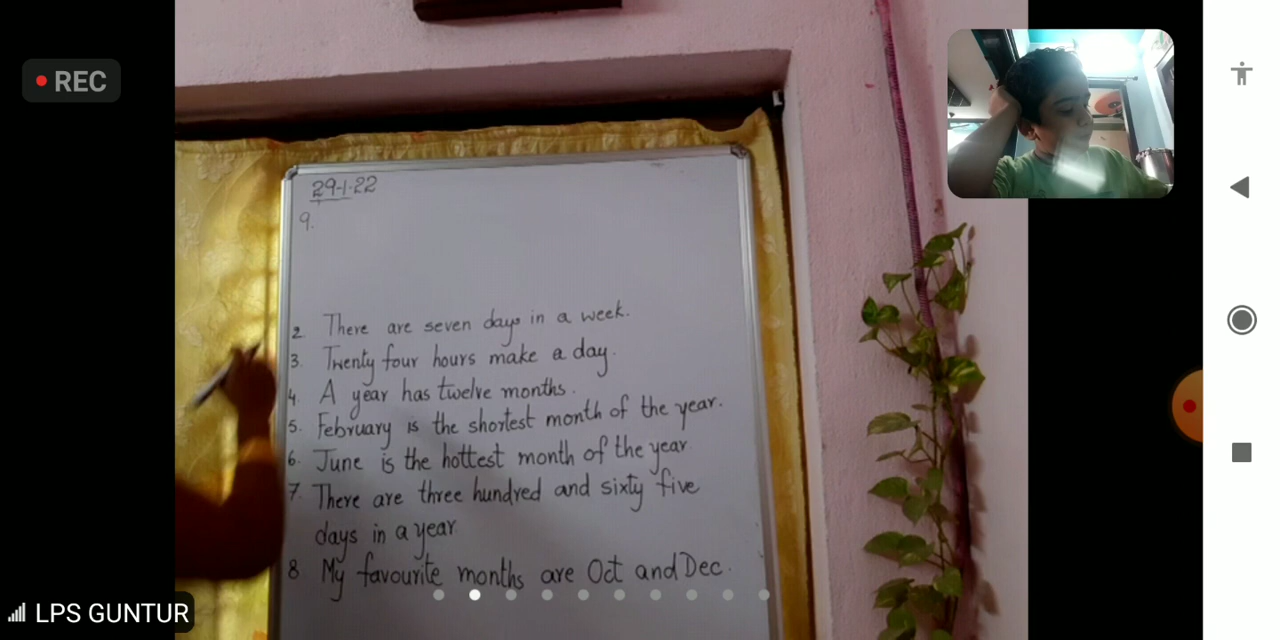 REC
29-1-22
9.
2. There are seven days in a week.
3. Twenty four hours make a day.
4. A year has twelve months.
5. February is the shortest month of the year.
6. June is the hottest month of the year.
7. There are three hundred and sixty five
days in a year.
8 My favourite months are Oct and Dec.
LPS GUNTUR